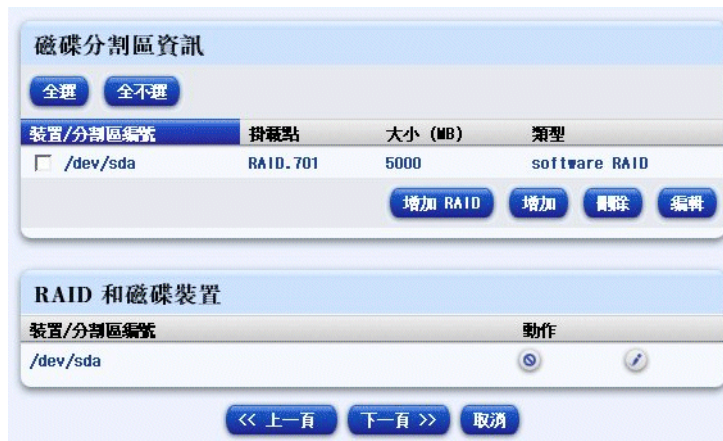 磁碟分割區資訊
全選 全不選
裝置/分割區編號 掛載點 大小 (MB) 類型
/dev/sda RAID.701 5000 software RAID
增加 RAID 增加 刪除 編輯
RAID 和磁碟裝置
裝置/分割區編號 動作
/dev/sda
<< 上一頁 下一頁 >> 取消